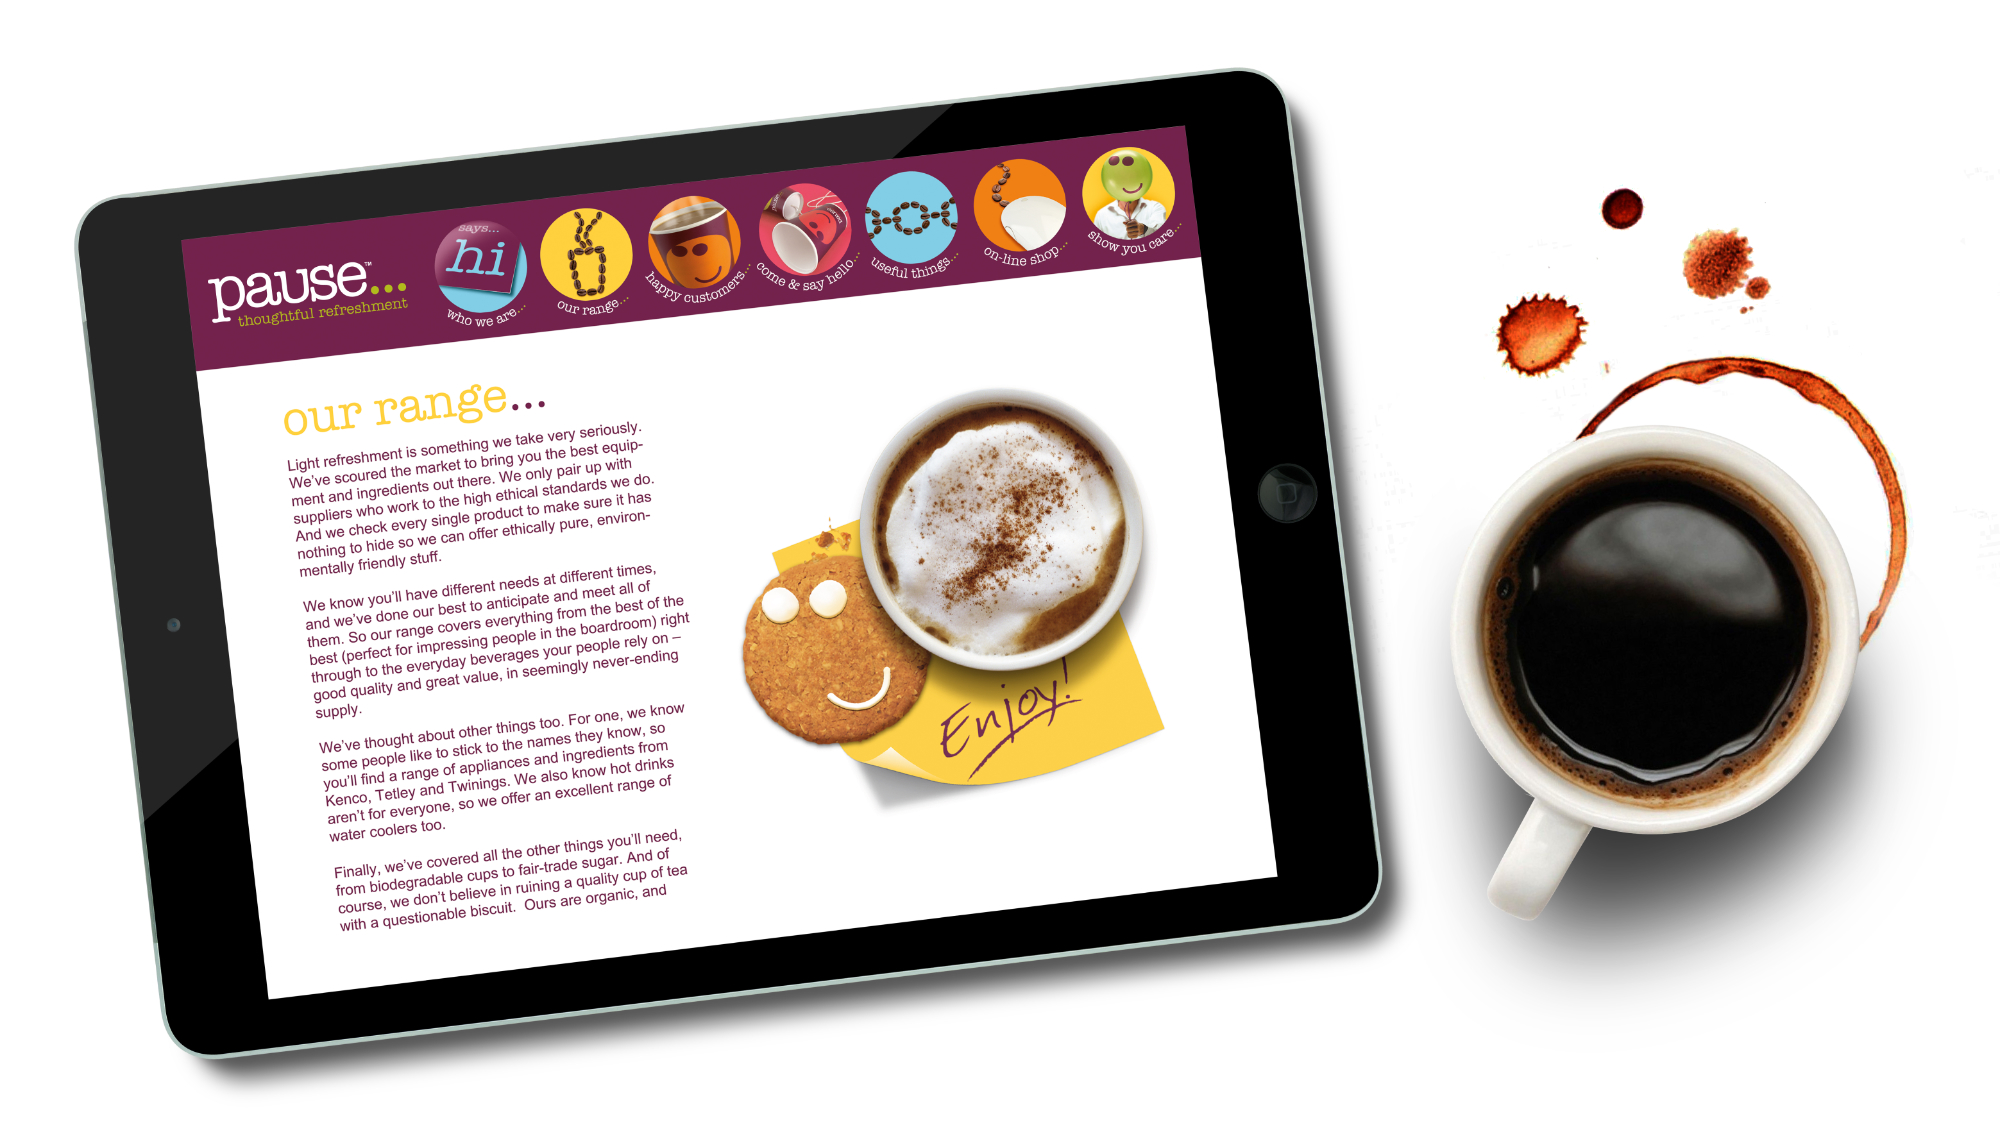 pause...™
thoughtful refreshment
says...
hi
who we are...
our range...
happy customers...
come & say hello...
useful things...
on-line shop...
show you care...
our range...
Light refreshment is something we take very seriously.
We've scoured the market to bring you the best equip-
ment and ingredients out there. We only pair up with
suppliers who work to the high ethical standards we do.
And we check every single product to make sure it has
nothing to hide so we can offer ethically pure, environ-
mentally friendly stuff.
We know you'll have different needs at different times,
and we've done our best to anticipate and meet all of
them. So our range covers everything from the best of the
best (perfect for impressing people in the boardroom) right
through to the everyday beverages your people rely on –
good quality and great value, in seemingly never-ending
supply.
We've thought about other things too. For one, we know
some people like to stick to the names they know, so
you'll find a range of appliances and ingredients from
Kenco, Tetley and Twinings. We also know hot drinks
aren't for everyone, so we offer an excellent range of
water coolers too.
Finally, we've covered all the other things you'll need,
from biodegradable cups to fair-trade sugar. And of
course, we don't believe in ruining a quality cup of tea
with a questionable biscuit.  Ours are organic, and
Enjoy!